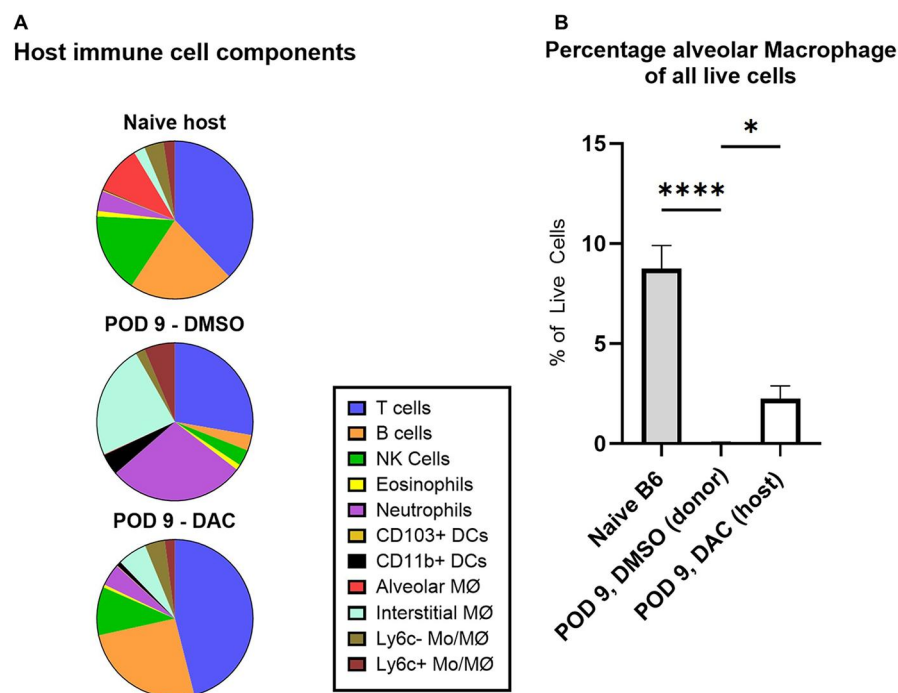 A
Host immune cell components
Naive host
POD 9 - DMSO
POD 9 - DAC
T cells
B cells
NK Cells
Eosinophils
Neutrophils
CD103+ DCs
CD11b+ DCs
Alveolar MØ
Interstitial MØ
Ly6c- Mo/MØ
Ly6c+ Mo/MØ
B
Percentage alveolar Macrophage
of all live cells
% of Live Cells
15
10
5
0
****
*
Naive B6
POD 9, DMSO (donor)
POD 9, DAC (host)